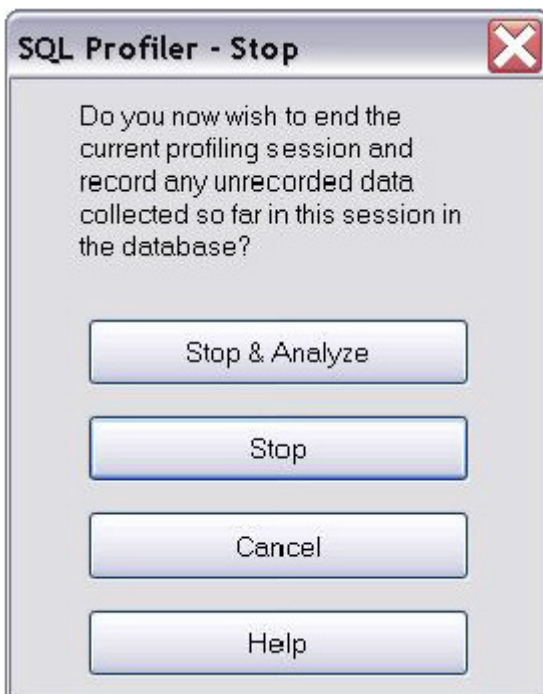 SQL Profiler - Stop
Do you now wish to end the
current profiling session and
record any unrecorded data
collected so far in this session in
the database?
Stop & Analyze
Stop
Cancel
Help